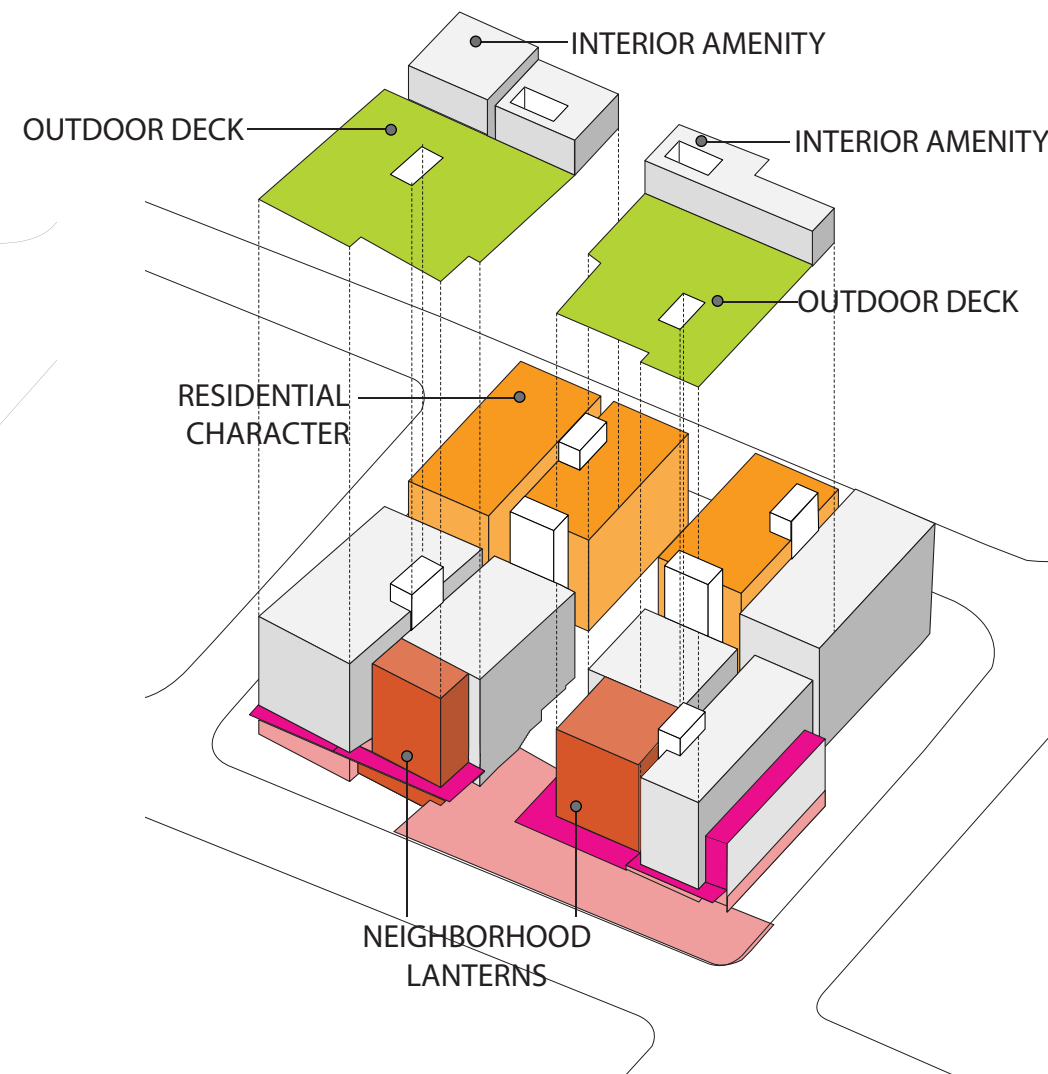 INTERIOR AMENITY
OUTDOOR DECK
INTERIOR AMENITY
OUTDOOR DECK
RESIDENTIAL
CHARACTER
NEIGHBORHOOD
LANTERNS